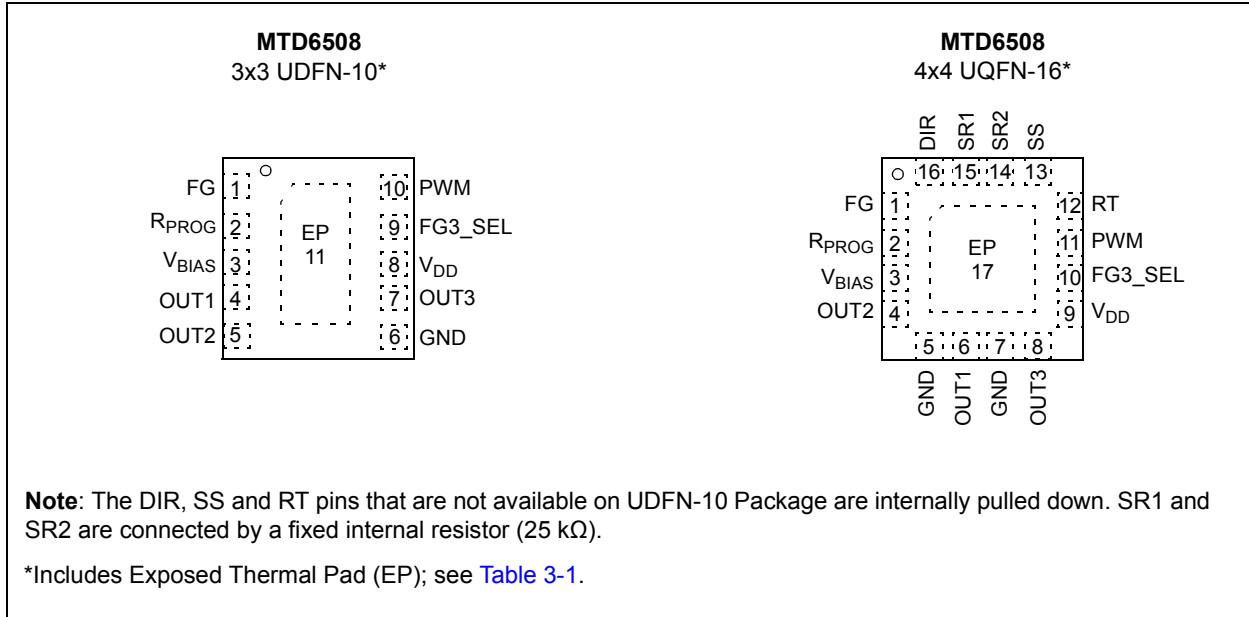 MTD6508
3x3 UDFN-10*
FG 1
RPROG 2
VBIAS 3
OUT1 4
OUT2 5
EP
11
10 PWM
9 FG3_SEL
8 VDD
7 OUT3
6 GND
MTD6508
4x4 UQFN-16*
DIR SR1 SR2 SS
16 15 14 13
FG 1
RPROG 2
VBIAS 3
OUT2 4
EP
17
12 RT
11 PWM
10 FG3_SEL
9 VDD
5 6 7 8
GND OUT1 GND OUT3
Note: The DIR, SS and RT pins that are not available on UDFN-10 Package are internally pulled down. SR1 and
SR2 are connected by a fixed internal resistor (25 kΩ).
*Includes Exposed Thermal Pad (EP); see Table 3-1.